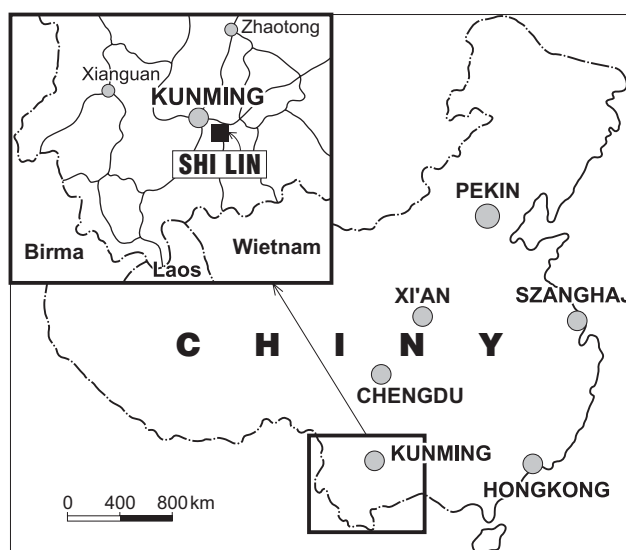 Zhaotong
Xianguan
KUNMING
SHI LIN
Birma
Wietnam
Laos
PEKIN
XI'AN
SZANGHAJ
C H I N Y
CHENGDU
KUNMING
HONGKONG
0 400 800 km